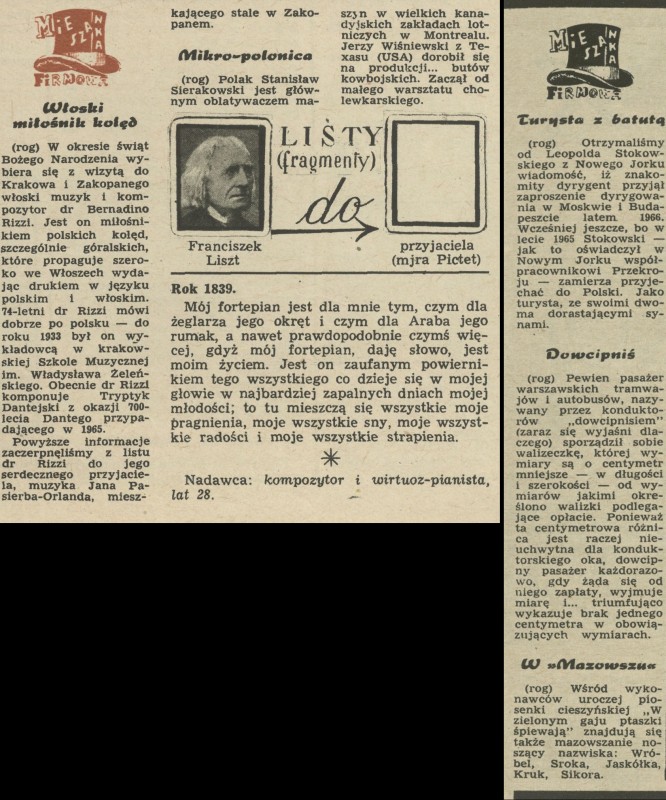 MIESZANKA
FIRMOWA
Włoski
miłośnik kolęd
(rog) W okresie świąt
Bożego Narodzenia wy-
biera się z wizytą do
Krakowa i Zakopanego
włoski muzyk i kom-
pozytor dr Bernadino
Rizzi. Jest on miłośni-
kiem polskich kolęd,
szczególnie góralskich,
które propaguje szero-
ko we Włoszech wyda-
jąc drukiem w języku
polskim i włoskim.
74-letni dr Rizzi mówi
dobrze po polsku — do
roku 1933 był on wy-
kładowcą w krakow-
skiej Szkole Muzycznej
im. Władysława Żeleń-
skiego. Obecnie dr Rizzi
komponuje Tryptyk
Dantejski z okazji 700-
lecia Dantego przypa-
dającego w 1965.
Powyższe informacje
zaczerpnęliśmy z listu
dr Rizzi do jego
serdecznego przyjacie-
la, muzyka Jana Pa-
sierba-Orlanda, miesz-
kającego stale w Zako-
panem.
Mikro-polonica
(rog) Polak Stanisław
Sierakowski jest głów-
nym oblatywaczem ma-
szyn w wielkich kana-
dyjskich zakładach lot-
niczych w Montrealu.
Jerzy Wiśniewski z Te-
xasu (USA) dorobił się
na produkcji... butów
kowbojskich. Zaczął od
małego warsztatu cho-
lewkarskiego.
LISTY
(fragmenty)
do
Franciszek
Liszt
przyjaciela
(mjra Pictet)
Rok 1839.
Mój fortepian jest dla mnie tym, czym dla
żeglarza jego okręt i czym dla Araba jego
rumak, a nawet prawdopodobnie czymś wię-
cej, gdyż mój fortepian, daję słowo, jest
moim życiem. Jest on zaufanym powierni-
kiem tego wszystkiego co dzieje się w mojej
głowie w najbardziej zapalnych dniach mojej
młodości; to tu mieszczą się wszystkie moje
pragnienia, moje wszystkie sny, moje wszyst-
kie radości i moje wszystkie strapienia.
Nadawca: kompozytor i wirtuoz-pianista,
lat 28.
MIESZANKA
FIRMOWA
Turysta z batutą
(rog) Otrzymaliśmy
od Leopolda Stokow-
skiego z Nowego Jorku
wiadomość, iż znako-
mity dyrygent przyjął
zaproszenie dyrygowa-
nia w Moskwie i Buda-
peszcie latem 1966.
Wcześniej jeszcze, bo w
lecie 1965 Stokowski —
jak to oświadczył w
Nowym Jorku współ-
pracownikowi Przekro-
ju — zamierza przyje-
chać do Polski. Jako
turysta, ze swoimi dwo-
ma dorastającymi sy-
nami.
Dowcipniś
(rog) Pewien pasażer
warszawskich tramwa-
jów i autobusów, nazy-
wany przez kondukto-
rów „dowcipnisiem”
(zaraz się wyjaśni dla-
czego) sporządził sobie
walizeczkę, której wy-
miary są o centymetr
mniejsze — w długości
i szerokości — od wy-
miarów jakimi okre-
ślono walizki podlega-
jące opłacie. Ponieważ
ta centymetrowa różni-
ca jest raczej nie-
uchwytna dla konduk-
torskiego oka, dowcip-
ny pasażer każdorazo-
wo, gdy żąda się od
niego zapłaty, wyjmuje
miarę i... triumfująco
wykazuje brak jednego
centymetra w obowią-
zujących wymiarach.
W »Mazowszu«
(rog) Wśród wyko-
nawców uroczej pio-
senki cieszyńskiej „W
zielonym gaju ptaszki
śpiewają” znajdują się
także mazowszanie no-
szący nazwiska: Wró-
bel, Sroka, Jaskółka,
Kruk, Sikora.